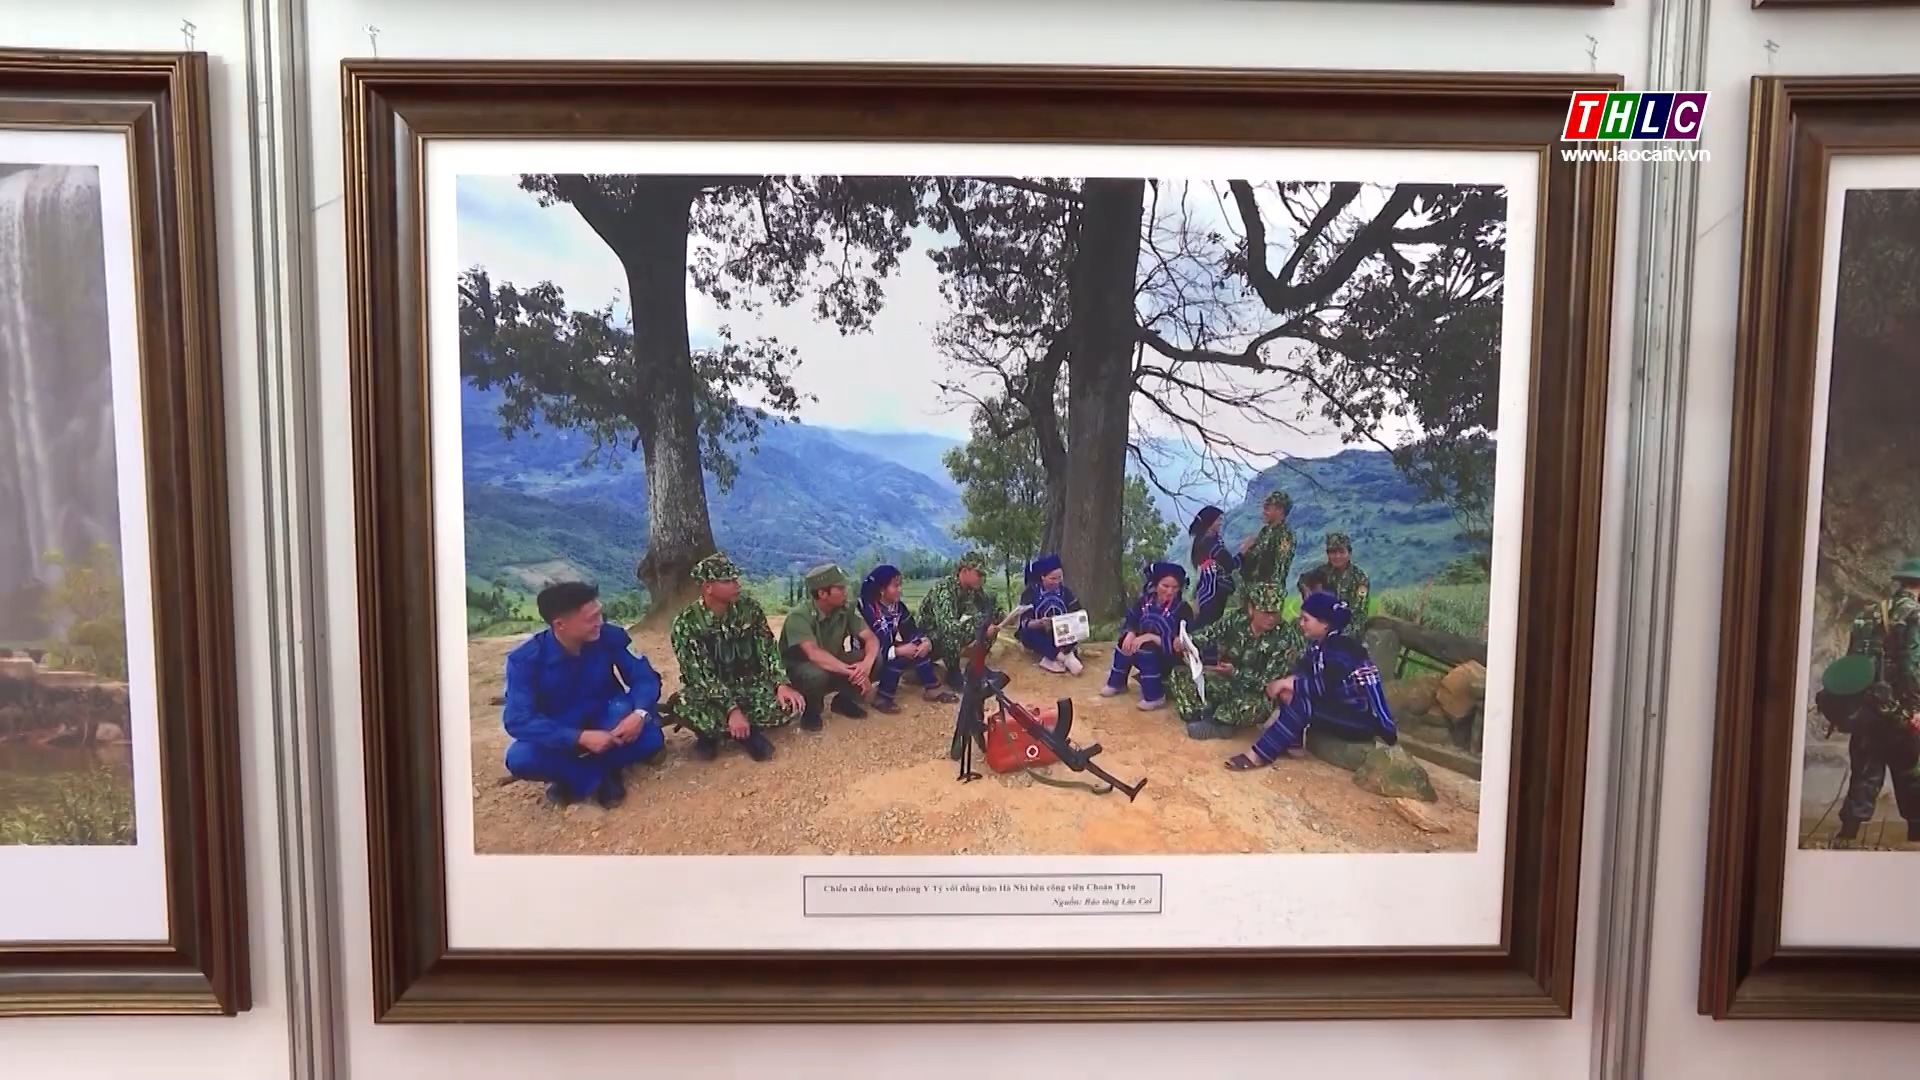 THLC
www.laocaitv.vn
Chiến sĩ đồn biên phòng Y Tý với đồng bào Hà Nhì bên công viên Choản Thèn
Nguồn: Bảo tàng Lào Cai